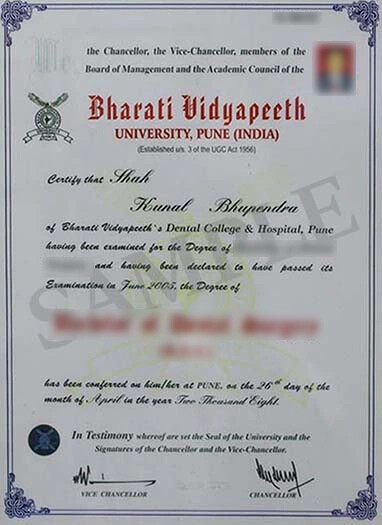 We the Chancellor, the Vice-Chancellor, members of the
Board of Management and the Academic Council of the
Bharati Vidyapeeth
UNIVERSITY, PUNE (INDIA)
(Established u/s. 3 of the UGC Act 1956)
Certify that Shah
Kunal Bhupendra
of Bharati Vidyapeeth's Dental College & Hospital, Pune
having been examined for the Degree of
and having been declared to have passed its
Examination in June 2005, the Degree of
has been conferred on him/her at PUNE, on the 26th day of the
month of April in the year Two Thousand Eight.
In Testimony whereof are set the Seal of the University and the
Signatures of the Chancellor and the Vice-Chancellor.
VICE CHANCELLOR
CHANCELLOR
SAMPLE